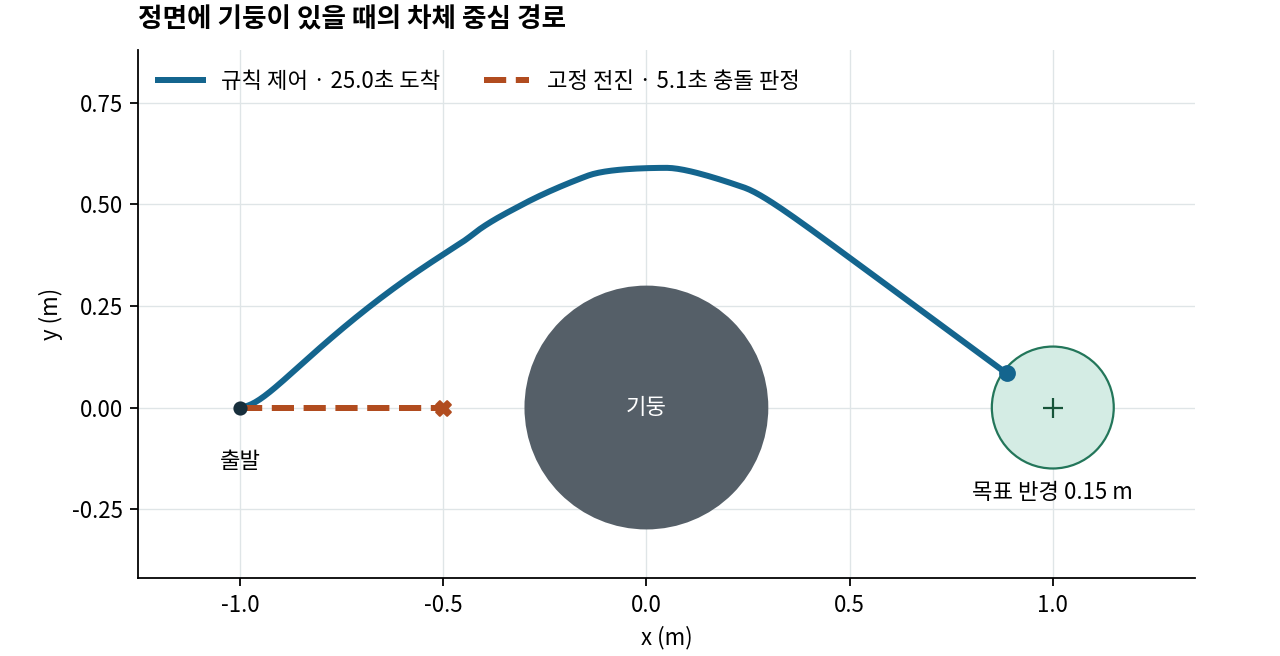 정면에 기둥이 있을 때의 차체 중심 경로
규칙 제어 · 25.0초 도착
고정 전진 · 5.1초 충돌 판정
0.75
0.50
0.25
0.00
-0.25
y (m)
기둥
출발
목표 반경 0.15 m
-1.0
-0.5
0.0
0.5
1.0
x (m)